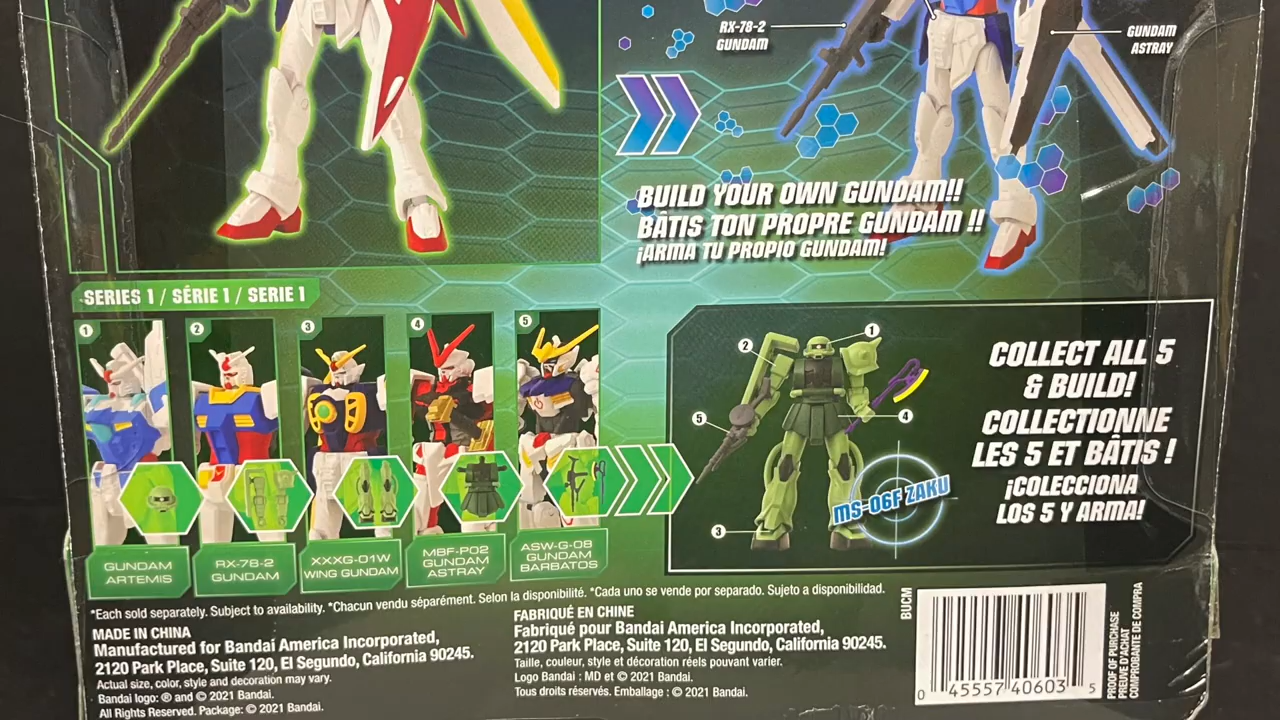 RX-78-2
GUNDAM
GUNDAM
ASTRAY
BUILD YOUR OWN GUNDAM!!
BÂTIS TON PROPRE GUNDAM !!
¡ARMA TU PROPIO GUNDAM!
SERIES 1 / SÉRIE 1 / SERIE 1
1
2
3
4
5
GUNDAM
ARTEMIS
RX-78-2
GUNDAM
XXXG-01W
WING GUNDAM
MBF-P02
GUNDAM
ASTRAY
ASW-G-08
GUNDAM
BARBATOS
1
2
5
4
3
MS-06F ZAKU
COLLECT ALL 5
& BUILD!
COLLECTIONNE
LES 5 ET BÂTIS !
¡COLECCIONA
LOS 5 Y ARMA!
*Each sold separately. Subject to availability. *Chacun vendu séparément. Selon la disponibilité. *Cada uno se vende por separado. Sujeto a disponibilidad.
MADE IN CHINA
Manufactured for Bandai America Incorporated,
2120 Park Place, Suite 120, El Segundo, California 90245.
Actual size, color, style and decoration may vary.
Bandai logo: ® and © 2021 Bandai.
All Rights Reserved. Package: © 2021 Bandai.
FABRIQUÉ EN CHINE
Fabriqué pour Bandai America Incorporated,
2120 Park Place, Suite 120, El Segundo, California 90245.
Taille, couleur, style et décoration réels peuvant varier.
Logo Bandai : MD et © 2021 Bandai.
Tous droits réservés. Emballage : © 2021 Bandai.
BUCM
0 45557 40603 5
PROOF OF PURCHASE
PREUVE D'ACHAT
COMPROBANTE DE COMPRA